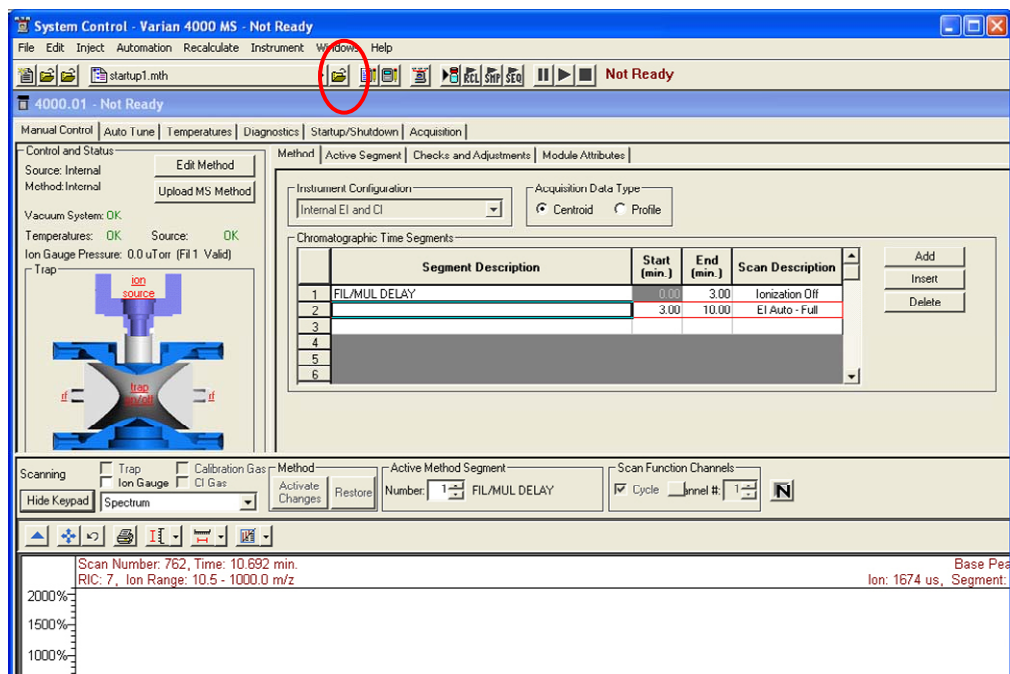 System Control - Varian 4000 MS - Not Ready
File Edit Inject Automation Recalculate Instrument Windows Help
startup1.mth RCL SMP SEQ Not Ready
4000.01 - Not Ready
Manual Control Auto Tune Temperatures Diagnostics Startup/Shutdown Acquisition
Control and Status
Source: Internal Edit Method
Method: Internal Upload MS Method
Vacuum System: OK
Temperatures: OK Source: OK
Ion Gauge Pressure: 0.0 uTorr (Fil 1 Valid)
Trap
ion
source
rf trap on/off rf
Method Active Segment Checks and Adjustments Module Attributes
Instrument Configuration Acquisition Data Type
Internal EI and CI Centroid Profile
Chromatographic Time Segments
Segment Description Start (min.) End (min.) Scan Description
1 FIL/MUL DELAY 0.00 3.00 Ionization Off
2 3.00 10.00 EI Auto - Full
3
4
5
6
Add
Insert
Delete
Scanning Trap Calibration Gas
Ion Gauge CI Gas
Hide Keypad Spectrum
Method
Activate Changes Restore
Active Method Segment
Number: 1 FIL/MUL DELAY
Scan Function Channels
Cycle annel #: 1 N
Scan Number: 762, Time: 10.692 min.
RIC: 7, Ion Range: 10.5 - 1000.0 m/z
Base Pea
Ion: 1674 us, Segment:
2000%
1500%
1000%